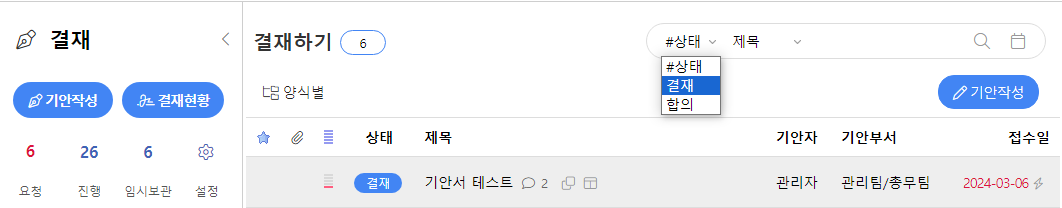 결재
기안작성 결재현황
6 26 6
요청 진행 임시보관 설정
결재하기 6
#상태 제목
#상태
결재
합의
양식별
기안작성
상태 제목 기안자 기안부서 접수일
결재 기안서 테스트 2 관리자 관리팀/총무팀 2024-03-06